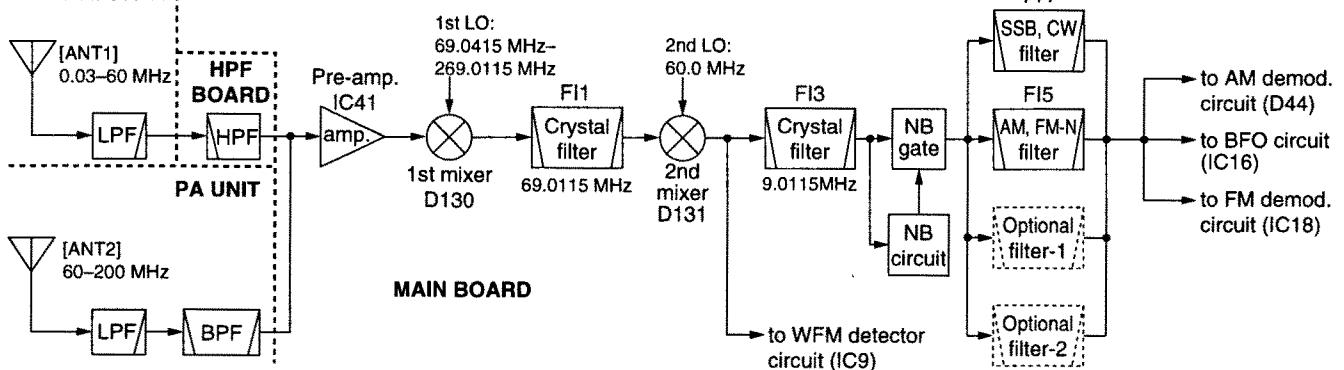 [ANT1]
0.03–60 MHz
HPF
BOARD
LPF
HPF
PA UNIT
[ANT2]
60–200 MHz
LPF
BPF
Pre-amp.
IC41
amp.
1st LO:
69.0415 MHz–
269.0115 MHz
1st mixer
D130
FI1
Crystal
filter
69.0115 MHz
2nd LO:
60.0 MHz
2nd
mixer
D131
FI3
Crystal
filter
9.0115MHz
NB
gate
NB
circuit
SSB, CW
filter
FI5
AM, FM-N
filter
Optional
filter-1
Optional
filter-2
to AM demod.
circuit (D44)
to BFO circuit
(IC16)
to FM demod.
circuit (IC18)
MAIN BOARD
to WFM detector
circuit (IC9)